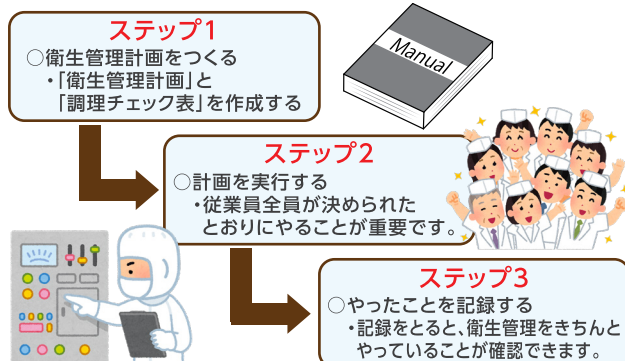 ステップ1
○衛生管理計画をつくる
・「衛生管理計画」と
「調理チェック表」を作成する
Manual
ステップ2
○計画を実行する
・従業員全員が決められた
とおりにやることが重要です。
ステップ3
○やったことを記録する
・記録をとると、衛生管理をきちんと
やっていることが確認できます。